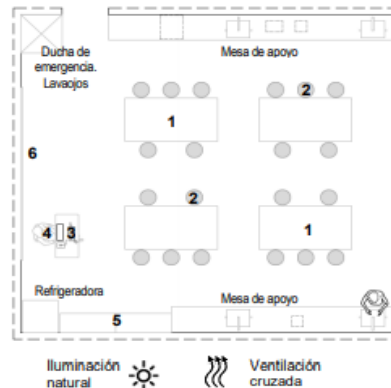 Ducha de
emergencia.
Lavaojos
Mesa de apoyo
2
1
6
2
4 3
1
Refrigeradora
Mesa de apoyo
5
Iluminación
natural
Ventilación
cruzada